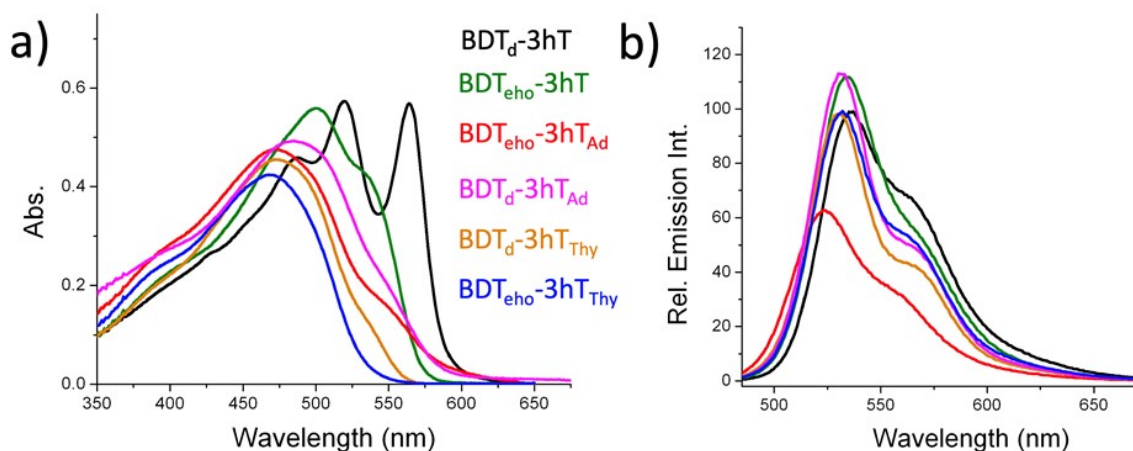 a)
BDTd-3hT
BDTeho-3hT
BDTeho-3hTAd
BDTd-3hTAd
BDTd-3hTThy
BDTeho-3hTThy
Abs.
0.6
0.4
0.2
0.0
350 400 450 500 550 600 650
Wavelength (nm)
b)
Rel. Emission Int.
120
100
80
60
40
20
0
500 550 600 650
Wavelength (nm)